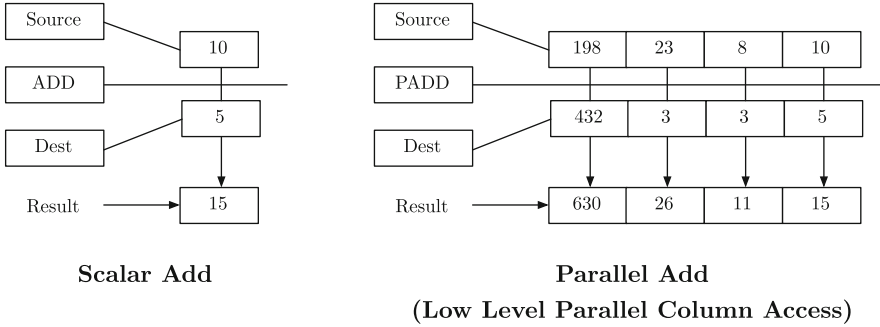 Source
10
ADD
5
Dest
Result
15
Scalar Add
Source
198 23 8 10
PADD
432 3 3 5
Dest
Result
630 26 11 15
Parallel Add
(Low Level Parallel Column Access)